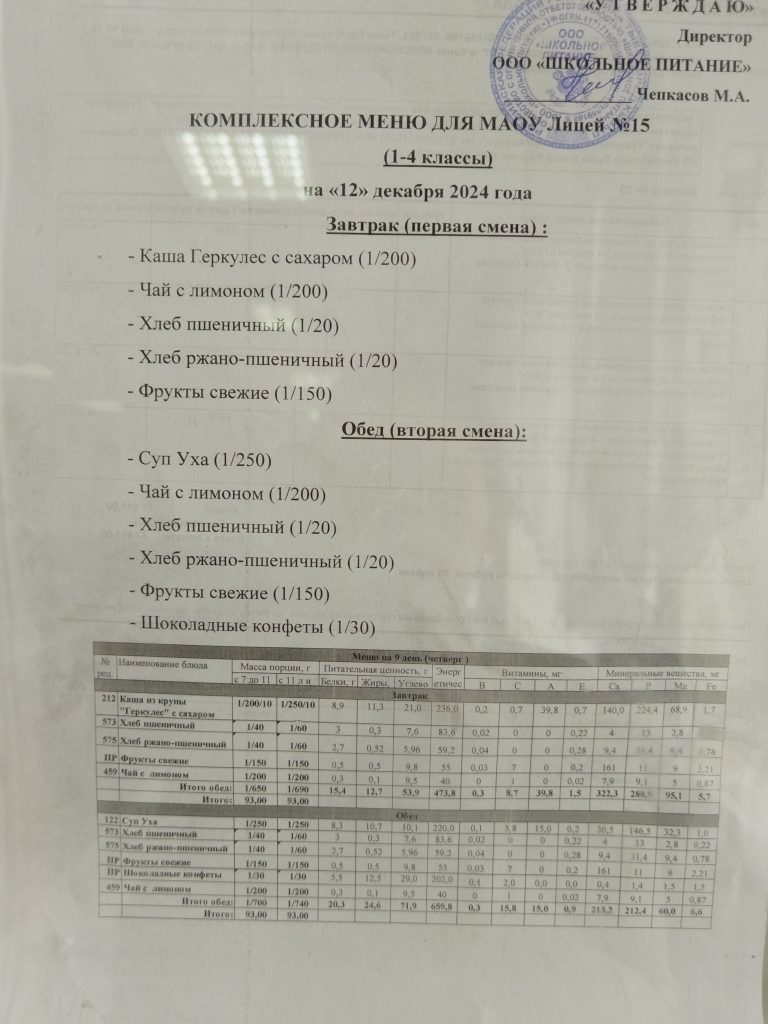 «У Т В Е Р Ж Д А Ю»
Директор
ООО «ШКОЛЬНОЕ ПИТАНИЕ»
Чепкасов М.А.
ООО
«ШКОЛЬНОЕ
ПИТАНИЕ»
КОМПЛЕКСНОЕ МЕНЮ ДЛЯ МАОУ Лицей №15
(1-4 классы)
на «12» декабря 2024 года
Завтрак (первая смена) :
- Каша Геркулес с сахаром (1/200)
- Чай с лимоном (1/200)
- Хлеб пшеничный (1/20)
- Хлеб ржано-пшеничный (1/20)
- Фрукты свежие (1/150)
Обед (вторая смена):
- Суп Уха (1/250)
- Чай с лимоном (1/200)
- Хлеб пшеничный (1/20)
- Хлеб ржано-пшеничный (1/20)
- Фрукты свежие (1/150)
- Шоколадные конфеты (1/30)
Меню на 9 день (четверг )
№ рец. Наименование блюда Масса порции, г Питательная ценность, г Энерг Витамины, мг Минеральные вещества, мг
с 7 до 11 с 11 л и Белки, г Жиры, Углево етичес B C A E Ca P Mg Fe
Завтрак
212 Каша из крупы "Геркулес" с сахаром 1/200/10 1/250/10 8,9 11,3 21,0 236,0 0,2 0,7 39,8 0,7 140,0 224,4 68,9 1,7
573 Хлеб пшеничный 1/40 1/60 3 0,3 7,6 83,6 0,02 0 0 0,22 4 13 2,8
575 Хлеб ржано-пшеничный 1/40 1/60 2,7 0,52 5,96 59,2 0,04 0 0 0,28 9,4 31,4 9,4 0,78
ПР Фрукты свежие 1/150 1/150 0,5 0,5 9,8 55 0,03 7 0 0,2 161 11 9 2,21
459 Чай с лимоном 1/200 1/200 0,3 0,1 9,5 40 0 1 0 0,02 7,9 9,1 5 0,87
Итого обед: 1/650 1/690 15,4 12,7 53,9 473,8 0,3 8,7 39,8 1,5 322,3 288,9 95,1 5,7
Итого: 93,00 93,00
Обед
122 Суп Уха 1/250 1/250 8,3 10,7 10,1 220,0 0,1 5,8 15,0 0,2 30,5 146,5 32,3 1,0
573 Хлеб пшеничный 1/40 1/60 3 0,3 7,6 83,6 0,02 0 0 0,22 4 13 2,8 0,22
575 Хлеб ржано-пшеничный 1/40 1/60 2,7 0,52 5,96 59,2 0,04 0 0 0,28 9,4 31,4 9,4 0,78
ПР Фрукты свежие 1/150 1/150 0,5 0,5 9,8 55 0,03 7 0 0,2 161 11 9 2,21
ПР Шоколадные конфеты 1/30 1/30 5,5 12,5 29,0 202,0 0,1 2,0 0,0 0,0 0,4 1,4 1,5 1,5
459 Чай с лимоном 1/200 1/200 0,3 0,1 9,5 40 0 1 0 0,02 7,9 9,1 5 0,87
Итого обед: 1/700 1/740 20,3 24,6 71,9 659,8 0,3 15,8 15,0 0,9 213,2 212,4 60,0 6,6
Итого: 93,00 93,00